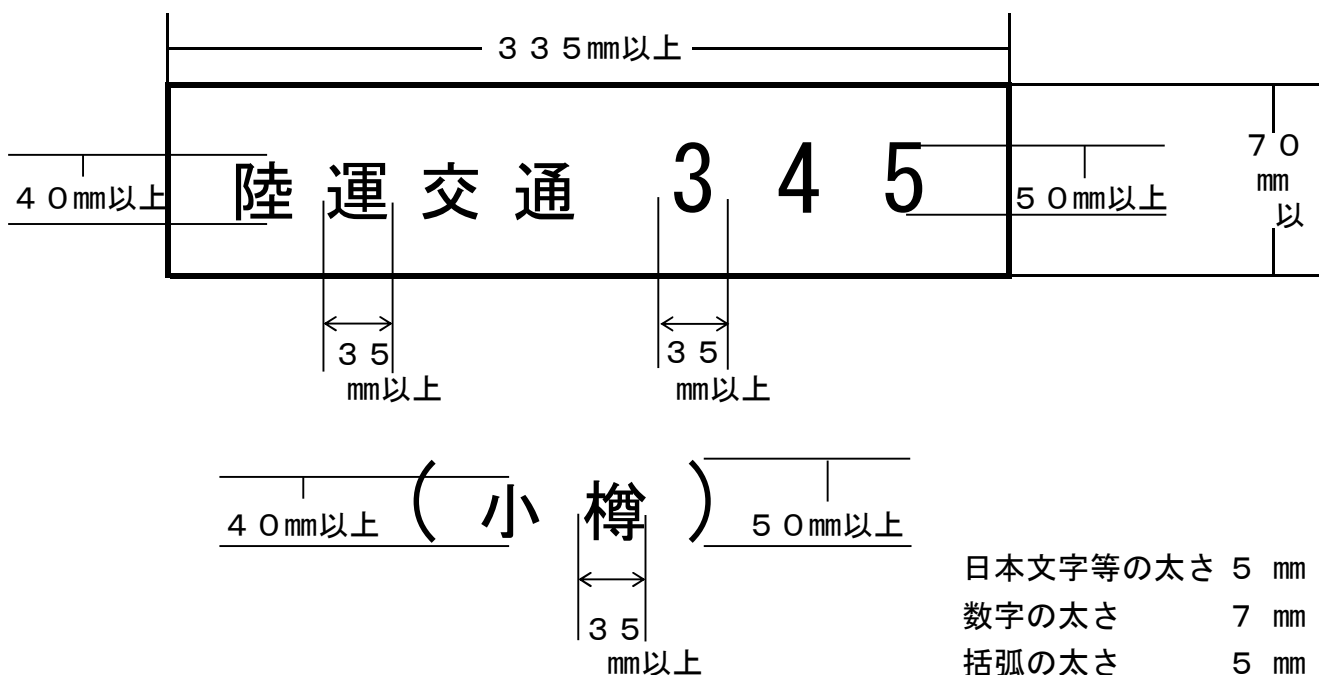 ３３５㎜以上
陸運交通 ３４５
４０㎜以上
５０㎜以上
７０
㎜
以
３５
㎜以上
３５
㎜以上
（小樽）
４０㎜以上
５０㎜以上
３５
㎜以上
日本文字等の太さ ５ ㎜
数字の太さ ７ ㎜
括弧の太さ ５ ㎜